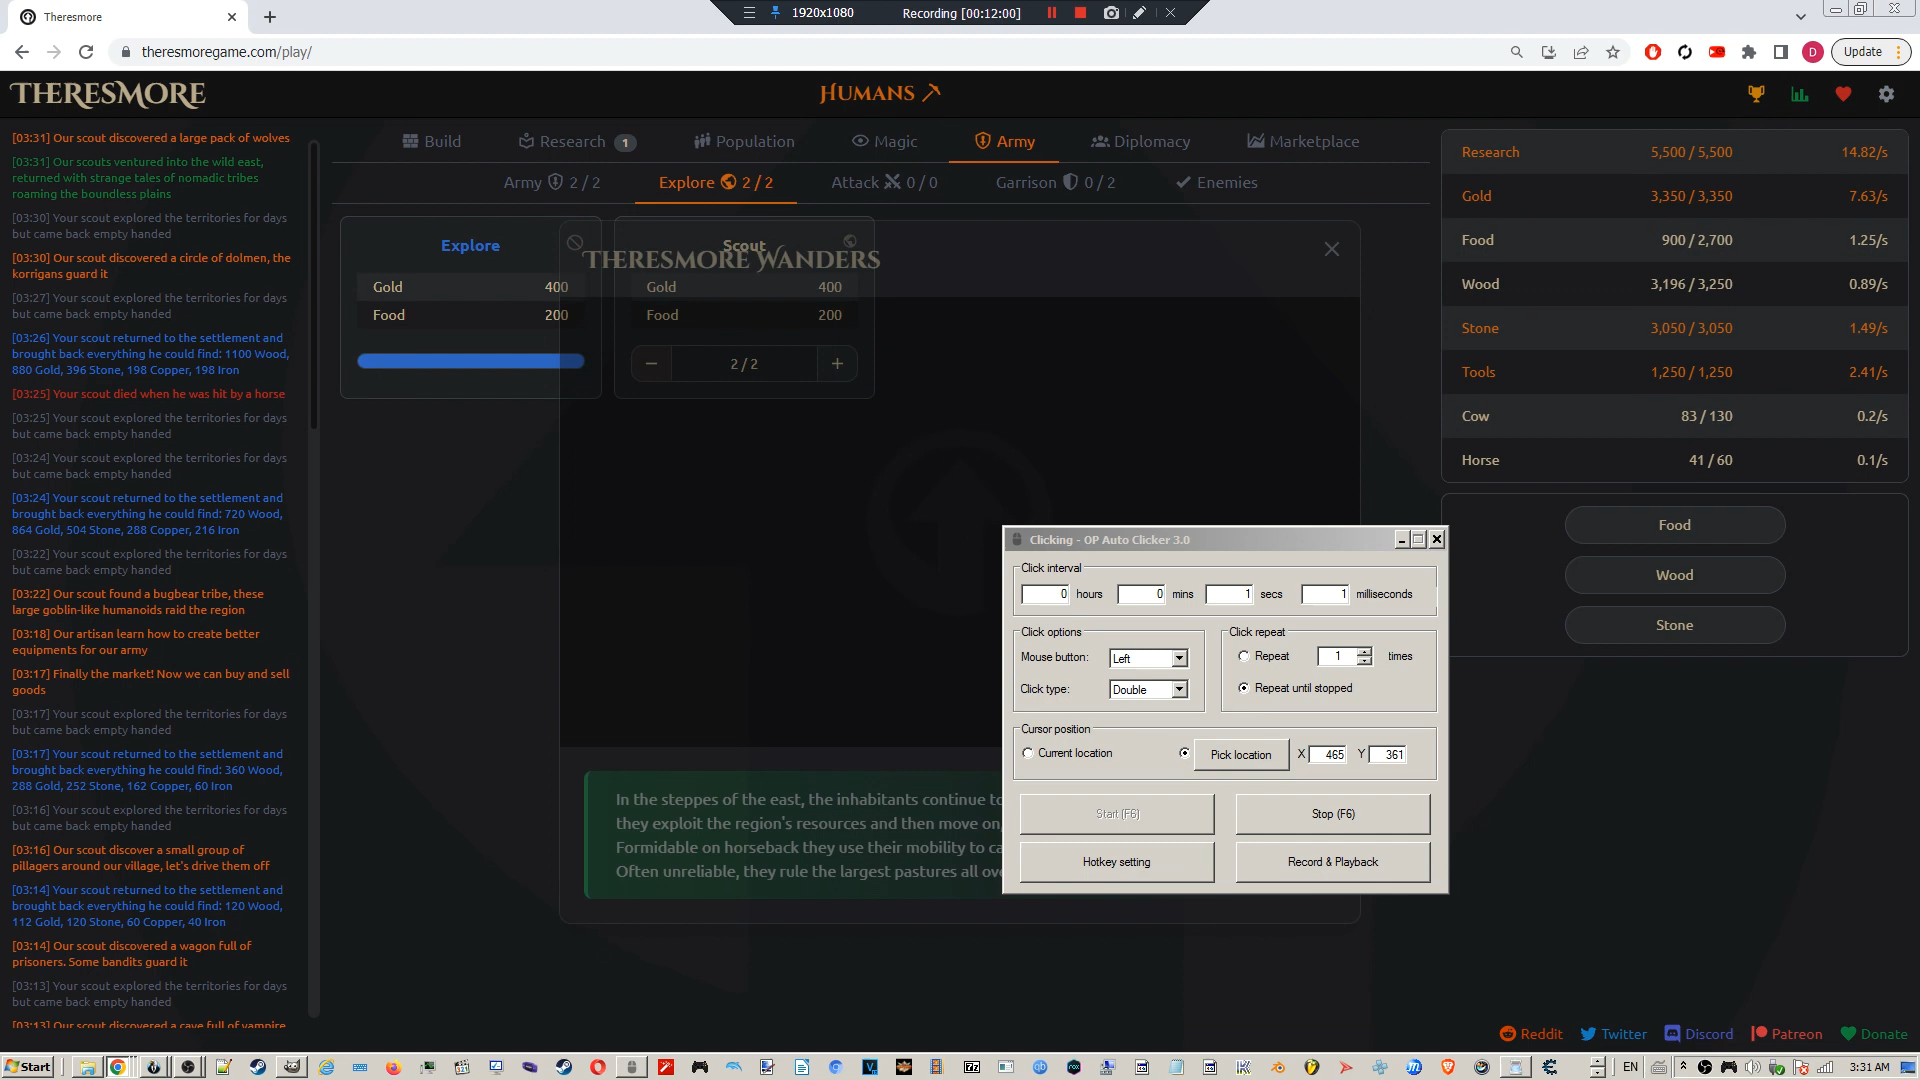 Theresmore
1920x1080
Recording [00:12:00]
theresmoregame.com/play/
D
Update
THERESMORE
HUMANS
Build
Research 1
Population
Magic
Army
Diplomacy
Marketplace
Army 2 / 2
Explore 2 / 2
Attack 0 / 0
Garrison 0 / 2
Enemies
[03:31] Our scout discovered a large pack of wolves
[03:31] Our scouts ventured into the wild east,
returned with strange tales of nomadic tribes
roaming the boundless plains
[03:30] Your scout explored the territories for days
but came back empty handed
[03:30] Our scout discovered a circle of dolmen, the
korrigans guard it
[03:27] Your scout explored the territories for days
but came back empty handed
[03:26] Your scout returned to the settlement and
brought back everything he could find: 1100 Wood,
880 Gold, 396 Stone, 198 Copper, 198 Iron
[03:25] Your scout died when he was hit by a horse
[03:25] Your scout explored the territories for days
but came back empty handed
[03:24] Your scout explored the territories for days
but came back empty handed
[03:24] Your scout returned to the settlement and
brought back everything he could find: 720 Wood,
864 Gold, 504 Stone, 288 Copper, 216 Iron
[03:22] Your scout explored the territories for days
but came back empty handed
[03:22] Our scout found a bugbear tribe, these
large goblin-like humanoids raid the region
[03:18] Our artisan learn how to create better
equipments for our army
[03:17] Finally the market! Now we can buy and sell
goods
[03:17] Your scout explored the territories for days
but came back empty handed
[03:17] Your scout returned to the settlement and
brought back everything he could find: 360 Wood,
288 Gold, 252 Stone, 162 Copper, 60 Iron
[03:16] Your scout explored the territories for days
but came back empty handed
[03:16] Our scout discover a small group of
pillagers around our village, let's drive them off
[03:14] Your scout returned to the settlement and
brought back everything he could find: 120 Wood,
112 Gold, 120 Stone, 60 Copper, 40 Iron
[03:14] Our scout discovered a wagon full of
prisoners. Some bandits guard it
[03:13] Your scout explored the territories for days
but came back empty handed
[03:13] Our scout discovered a cave full of vampire
Explore
Gold 400
Food 200
Scout
THERESMORE WANDERS
Gold 400
Food 200
− 2 / 2 +
In the steppes of the east, the inhabitants continue to
they exploit the region's resources and then move on,
Formidable on horseback they use their mobility to ca
Often unreliable, they rule the largest pastures all ove
Clicking - OP Auto Clicker 3.0
Click interval
0 hours 0 mins 1 secs 1 milliseconds
Click options
Mouse button: Left
Click type: Double
Click repeat
Repeat 1 times
Repeat until stopped
Cursor position
Current location
Pick location X 465 Y 361
Start (F6)
Stop (F6)
Hotkey setting
Record & Playback
Research 5,500 / 5,500 14.82/s
Gold 3,350 / 3,350 7.63/s
Food 900 / 2,700 1.25/s
Wood 3,196 / 3,250 0.89/s
Stone 3,050 / 3,050 1.49/s
Tools 1,250 / 1,250 2.41/s
Cow 83 / 130 0.2/s
Horse 41 / 60 0.1/s
Food
Wood
Stone
Reddit
Twitter
Discord
Patreon
Donate
Start
EN
3:31 AM